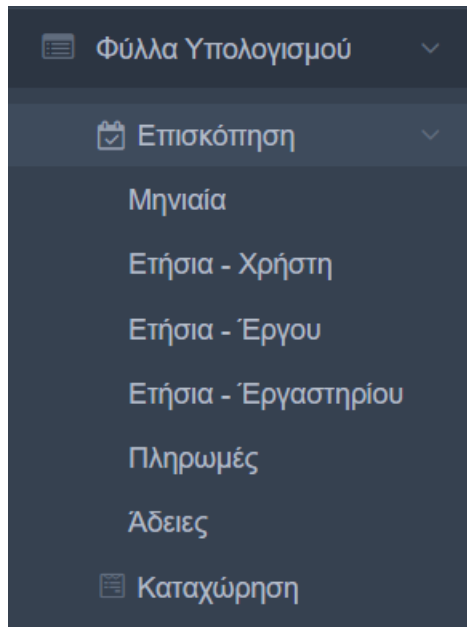 Φύλλα Υπολογισμού
Επισκόπηση
Μηνιαία
Ετήσια - Χρήστη
Ετήσια - Έργου
Ετήσια - Έργαστηρίου
Πληρωμές
Άδειες
Καταχώρηση